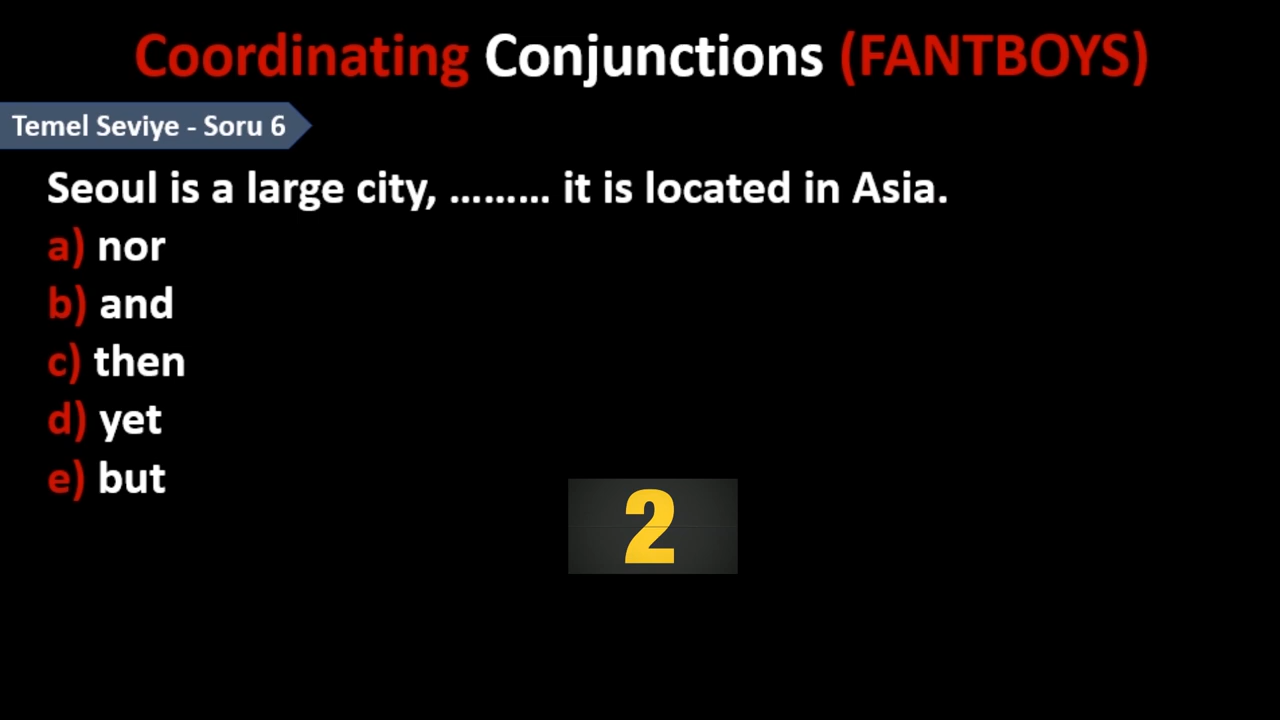 Coordinating Conjunctions (FANTBOYS)
Temel Seviye - Soru 6
Seoul is a large city, ......... it is located in Asia.
a) nor
b) and
c) then
d) yet
e) but
2